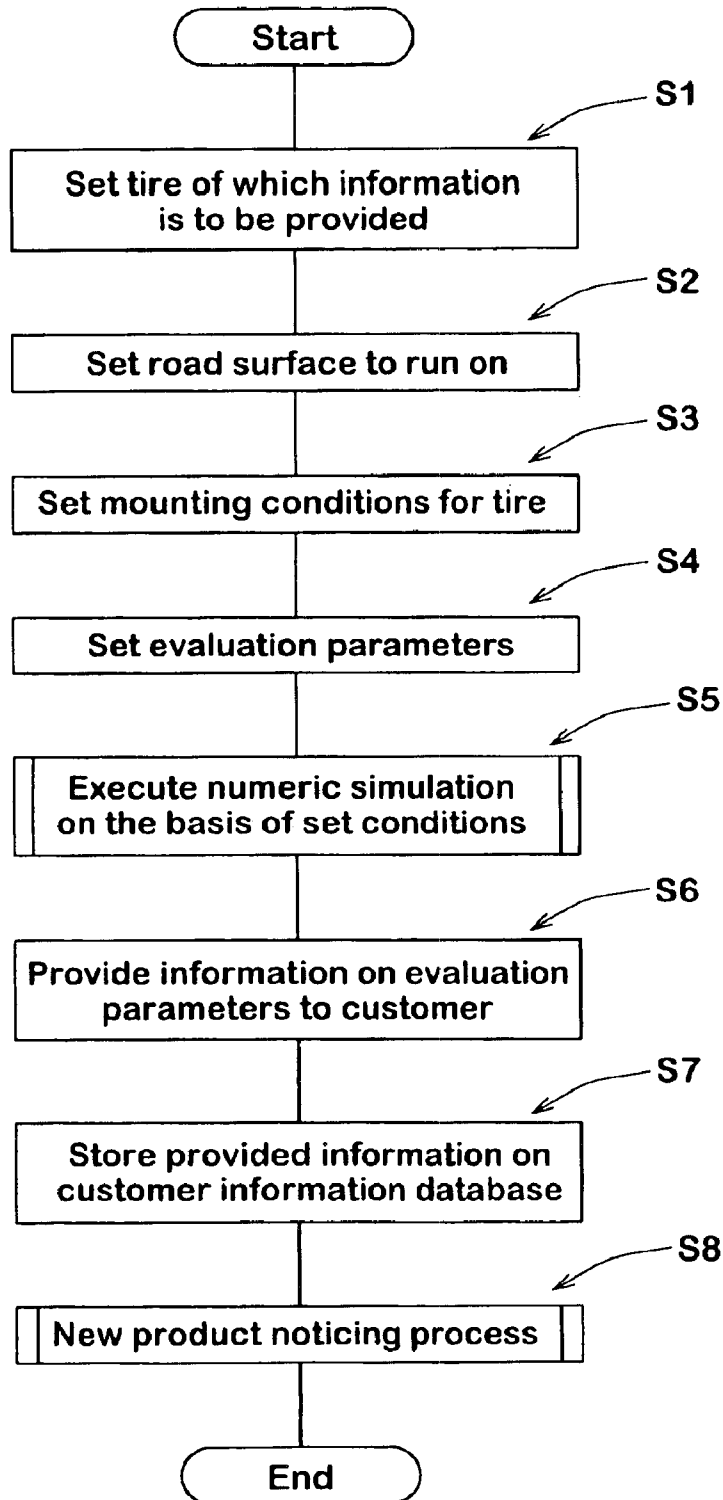 Start
S1
Set tire of which information
is to be provided
S2
Set road surface to run on
S3
Set mounting conditions for tire
S4
Set evaluation parameters
S5
Execute numeric simulation
on the basis of set conditions
S6
Provide information on evaluation
parameters to customer
S7
Store provided information on
customer information database
S8
New product noticing process
End